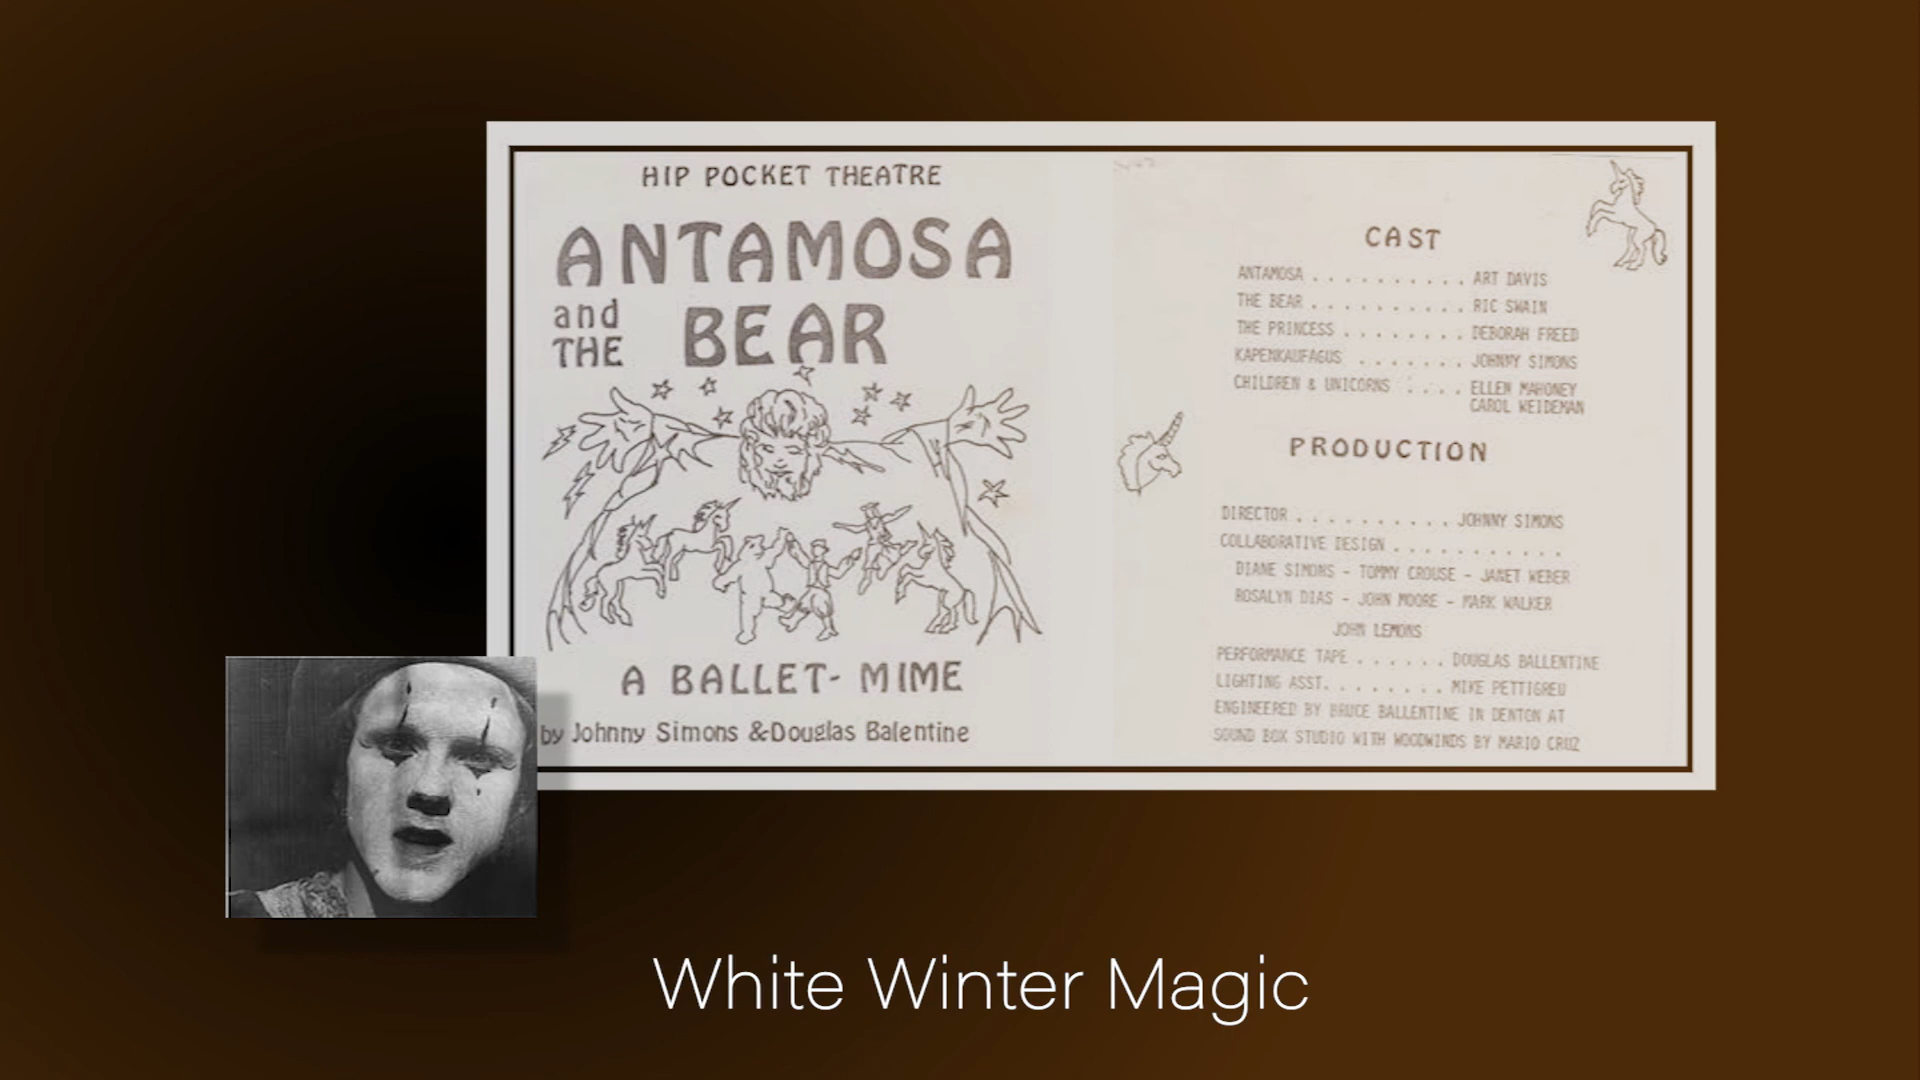 HIP POCKET THEATRE
ANTAMOSA
and
THE BEAR
A BALLET- MIME
by Johnny Simons & Douglas Balentine
CAST
ANTAMOSA . . . . . . . . . . ART DAVIS
THE BEAR . . . . . . . . . . RIC SWAIN
THE PRINCESS . . . . . . . . DEBORAH FREED
KAPENKAUFAGUS . . . . . . . JOHNNY SIMONS
CHILDREN & UNICORNS . . . . ELLEN MAHONEY
CAROL WEIDEMAN
PRODUCTION
DIRECTOR . . . . . . . . . . JOHNNY SIMONS
COLLABORATIVE DESIGN . . . . . . . . . . .
DIANE SIMONS - TOMMY CROUSE - JANET WEBER
ROSALYN DIAS - JOHN MOORE - MARK WALKER
JOHN LEMONS
PERFORMANCE TAPE . . . . . . DOUGLAS BALLENTINE
LIGHTING ASST. . . . . . . . MIKE PETTIGREU
ENGINEERED BY BRUCE BALLENTINE IN DENTON AT
SOUND BOX STUDIO WITH WOODWINDS BY MARIO CRUZ
White Winter Magic